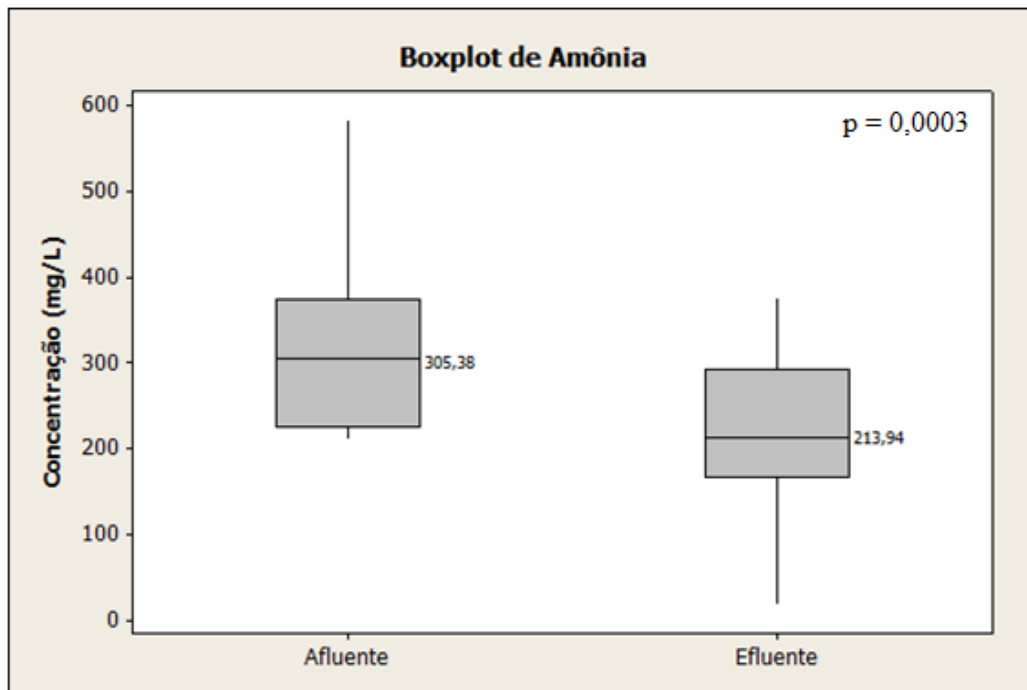 Boxplot de Amônia
p = 0,0003
Concentração (mg/L)
600
500
400
300
200
100
0
305,38
213,94
Afluente
Efluente